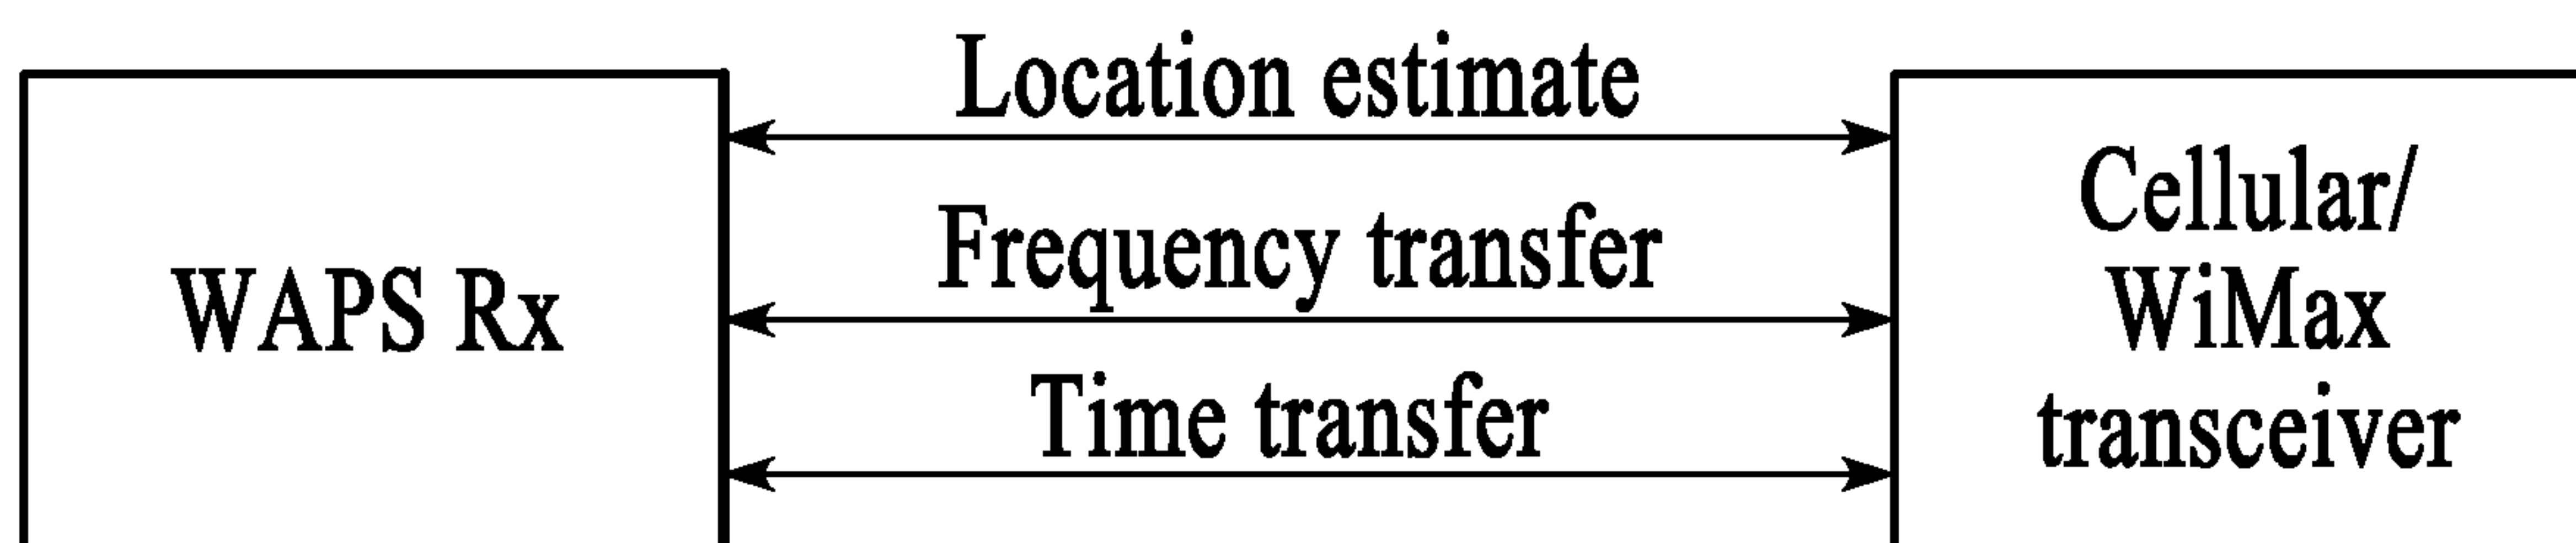 WAPS Rx
Location estimate
Frequency transfer
Time transfer
Cellular/
WiMax
transceiver